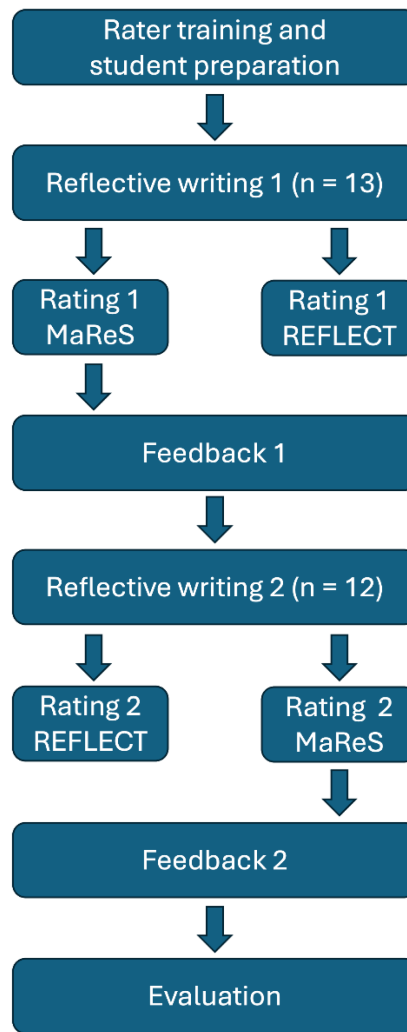 Rater training and
student preparation
Reflective writing 1 (n = 13)
Rating 1
MaReS
Rating 1
REFLECT
Feedback 1
Reflective writing 2 (n = 12)
Rating 2
REFLECT
Rating 2
MaReS
Feedback 2
Evaluation